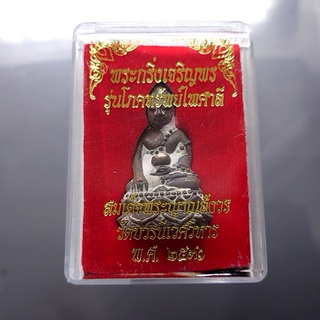 พระกริ่งเจริญพร
รุ่นโภคทรัพย์ไพศาลี
สมเด็จพระญาณสังวร
วัดบวรนิเวศวิหาร
พ.ศ. ๒๕๓๖